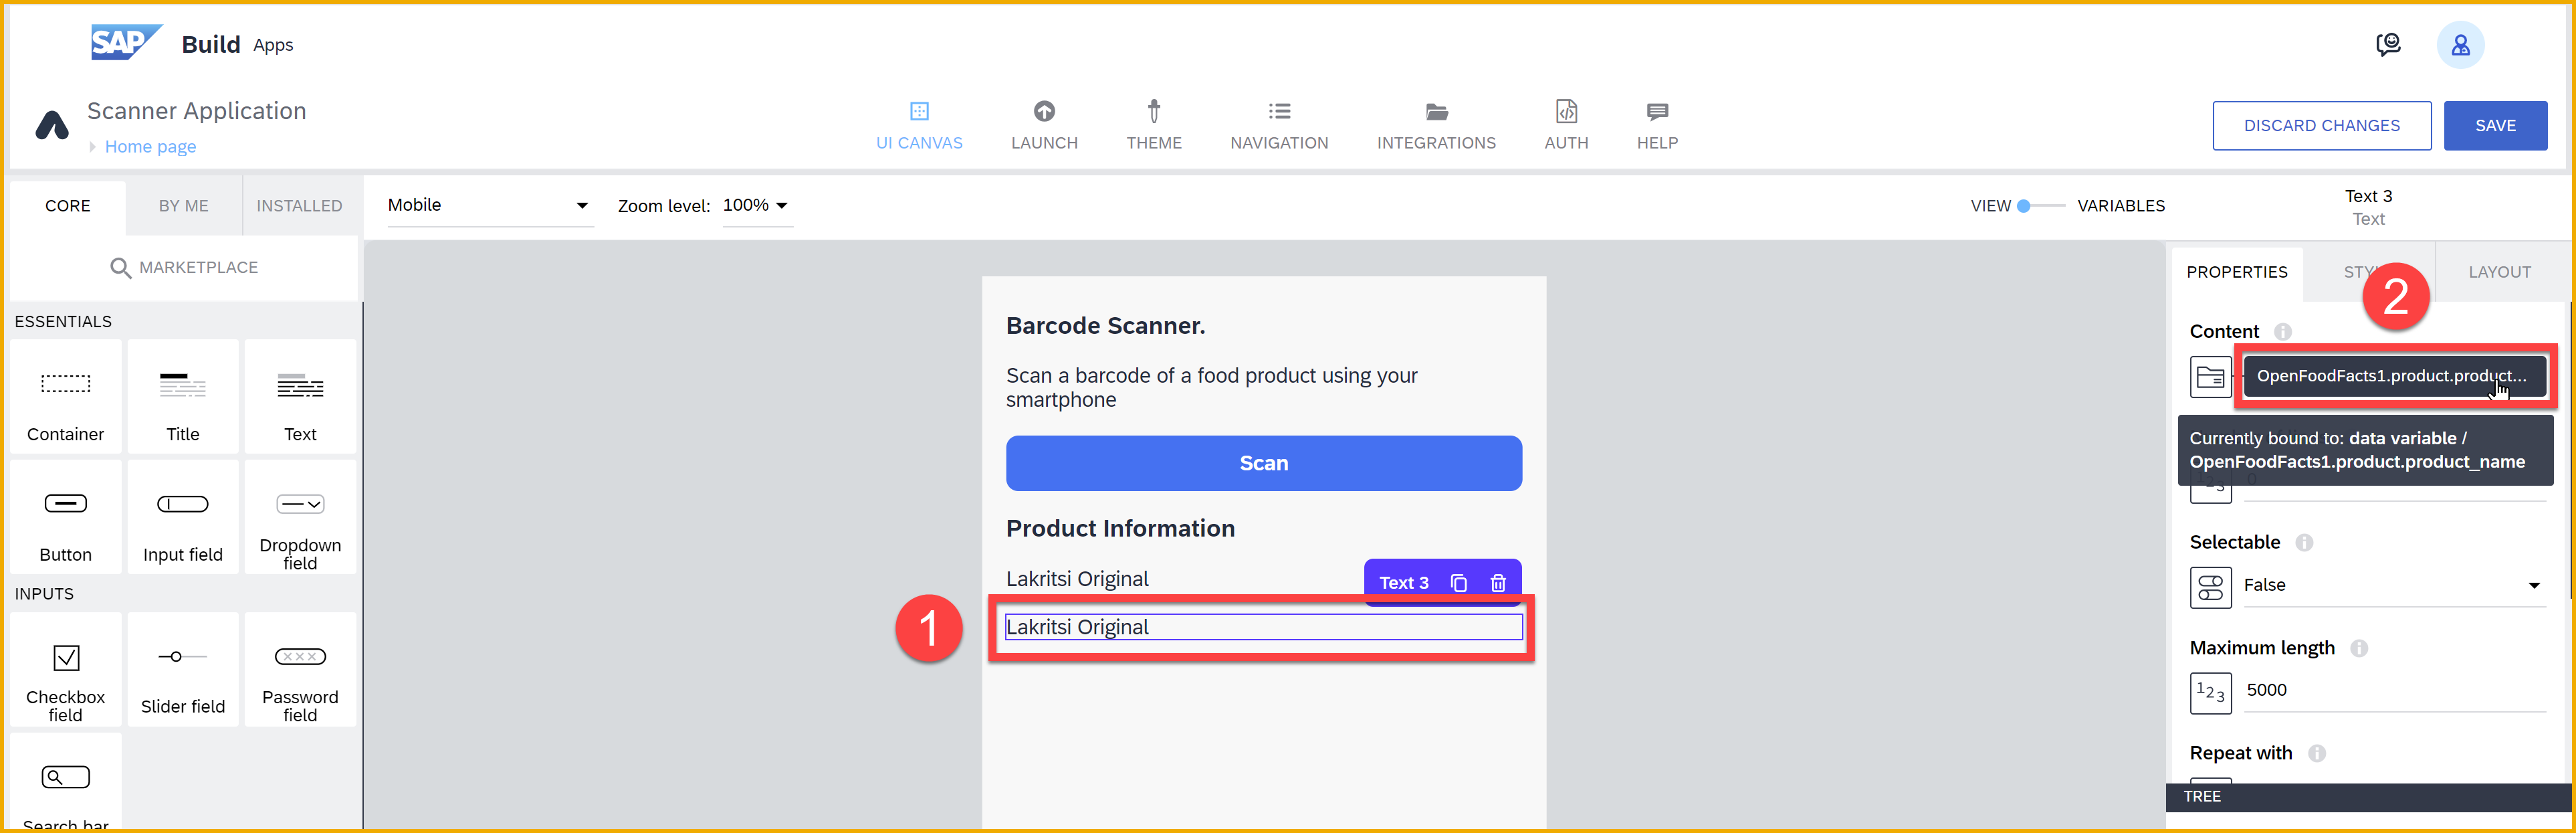 SAP Build Apps
Scanner Application
Home page
UI CANVAS
LAUNCH
THEME
NAVIGATION
INTEGRATIONS
AUTH
HELP
DISCARD CHANGES
SAVE
CORE
BY ME
INSTALLED
Mobile
Zoom level: 100%
VIEW
VARIABLES
Text 3
Text
MARKETPLACE
ESSENTIALS
Container
Title
Text
Button
Input field
Dropdown
field
INPUTS
Checkbox
field
Slider field
Password
field
Search bar
Barcode Scanner.
Scan a barcode of a food product using your
smartphone
Scan
Product Information
Lakritsi Original
Text 3
1
Lakritsi Original
PROPERTIES
LAYOUT
2
Content
OpenFoodFacts1.product.product...
Currently bound to: data variable /
OpenFoodFacts1.product.product_name
Selectable
False
Maximum length
123
5000
Repeat with
TREE